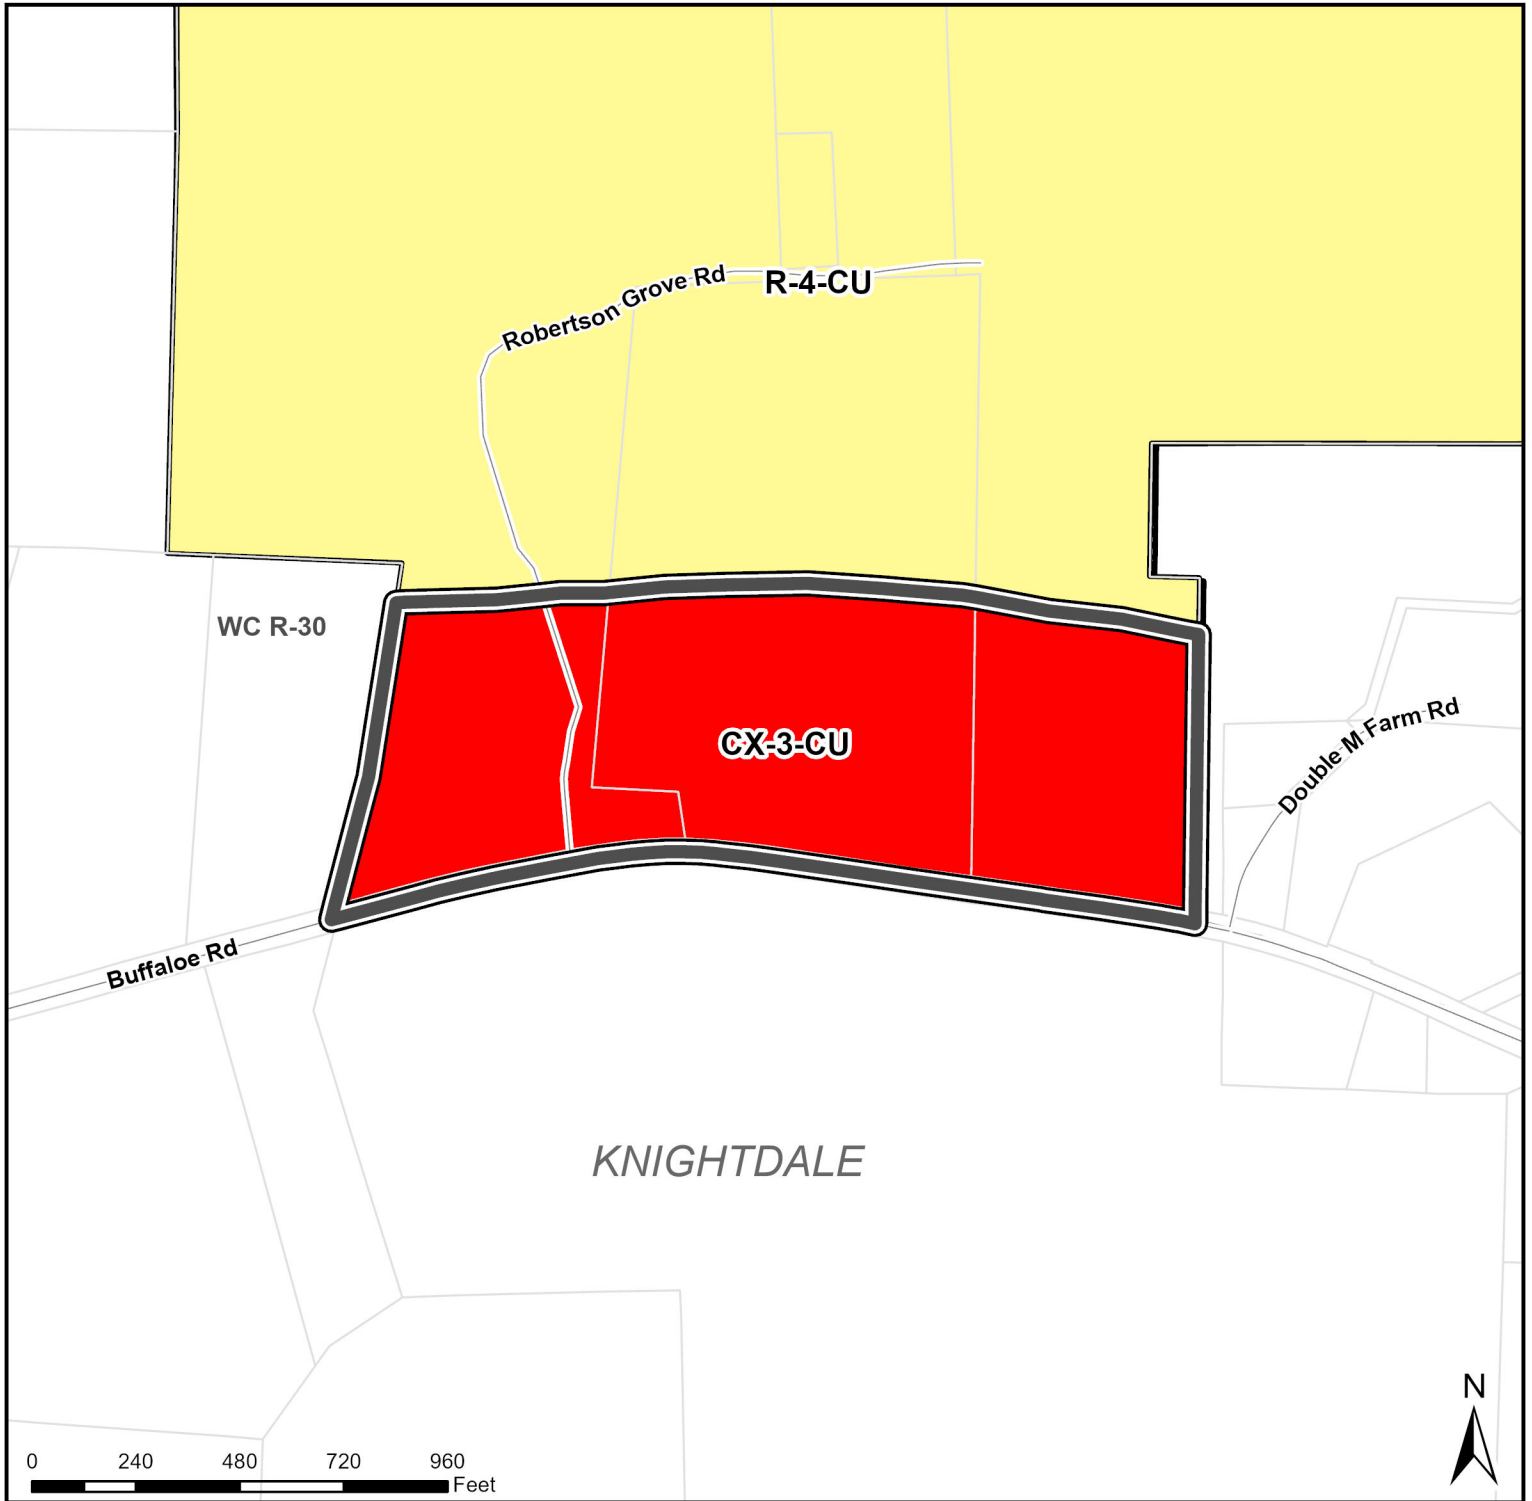 Robertson Grove Rd
R-4-CU
WC R-30
CX-3-CU
Double M Farm Rd
Buffaloe Rd
KNIGHTDALE
N
0 240 480 720 960
Feet